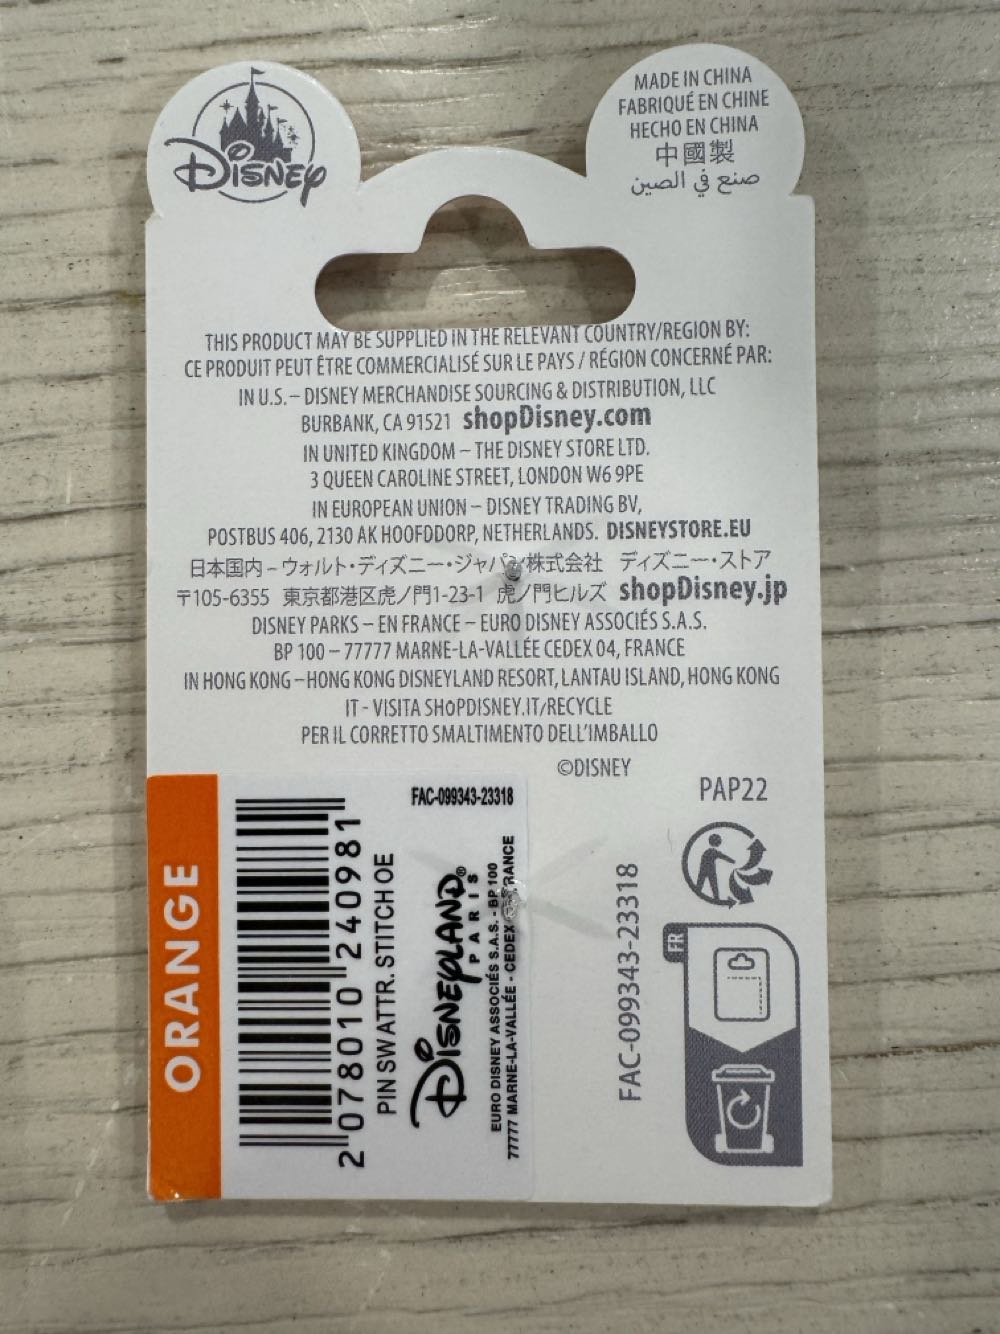 Disney
MADE IN CHINA
FABRIQUÉ EN CHINE
HECHO EN CHINA
中國製
صنع في الصين
THIS PRODUCT MAY BE SUPPLIED IN THE RELEVANT COUNTRY/REGION BY:
CE PRODUIT PEUT ÊTRE COMMERCIALISÉ SUR LE PAYS / RÉGION CONCERNÉ PAR:
IN U.S. – DISNEY MERCHANDISE SOURCING & DISTRIBUTION, LLC
BURBANK, CA 91521 shopDisney.com
IN UNITED KINGDOM – THE DISNEY STORE LTD.
3 QUEEN CAROLINE STREET, LONDON W6 9PE
IN EUROPEAN UNION – DISNEY TRADING BV,
POSTBUS 406, 2130 AK HOOFDDORP, NETHERLANDS. DISNEYSTORE.EU
日本国内 – ウォルト・ディズニー・ジャパン株式会社 ディズニー・ストア
〒105-6355 東京都港区虎ノ門1-23-1 虎ノ門ヒルズ shopDisney.jp
DISNEY PARKS – EN FRANCE – EURO DISNEY ASSOCIÉS S.A.S.
BP 100 – 77777 MARNE-LA-VALLÉE CEDEX 04, FRANCE
IN HONG KONG – HONG KONG DISNEYLAND RESORT, LANTAU ISLAND, HONG KONG
IT - VISITA SHOPDISNEY.IT/RECYCLE
PER IL CORRETTO SMALTIMENTO DELL'IMBALLO
©DISNEY
PAP22
FR
FAC-099343-23318
FAC-099343-23318
ORANGE
2 078010 240981
PIN SW ATTR. STITCH OE
DISNEYLAND®
PARIS
EURO DISNEY ASSOCIÉS S.A.S. - BP 100
77777 MARNE-LA-VALLÉE - CEDEX FRANCE